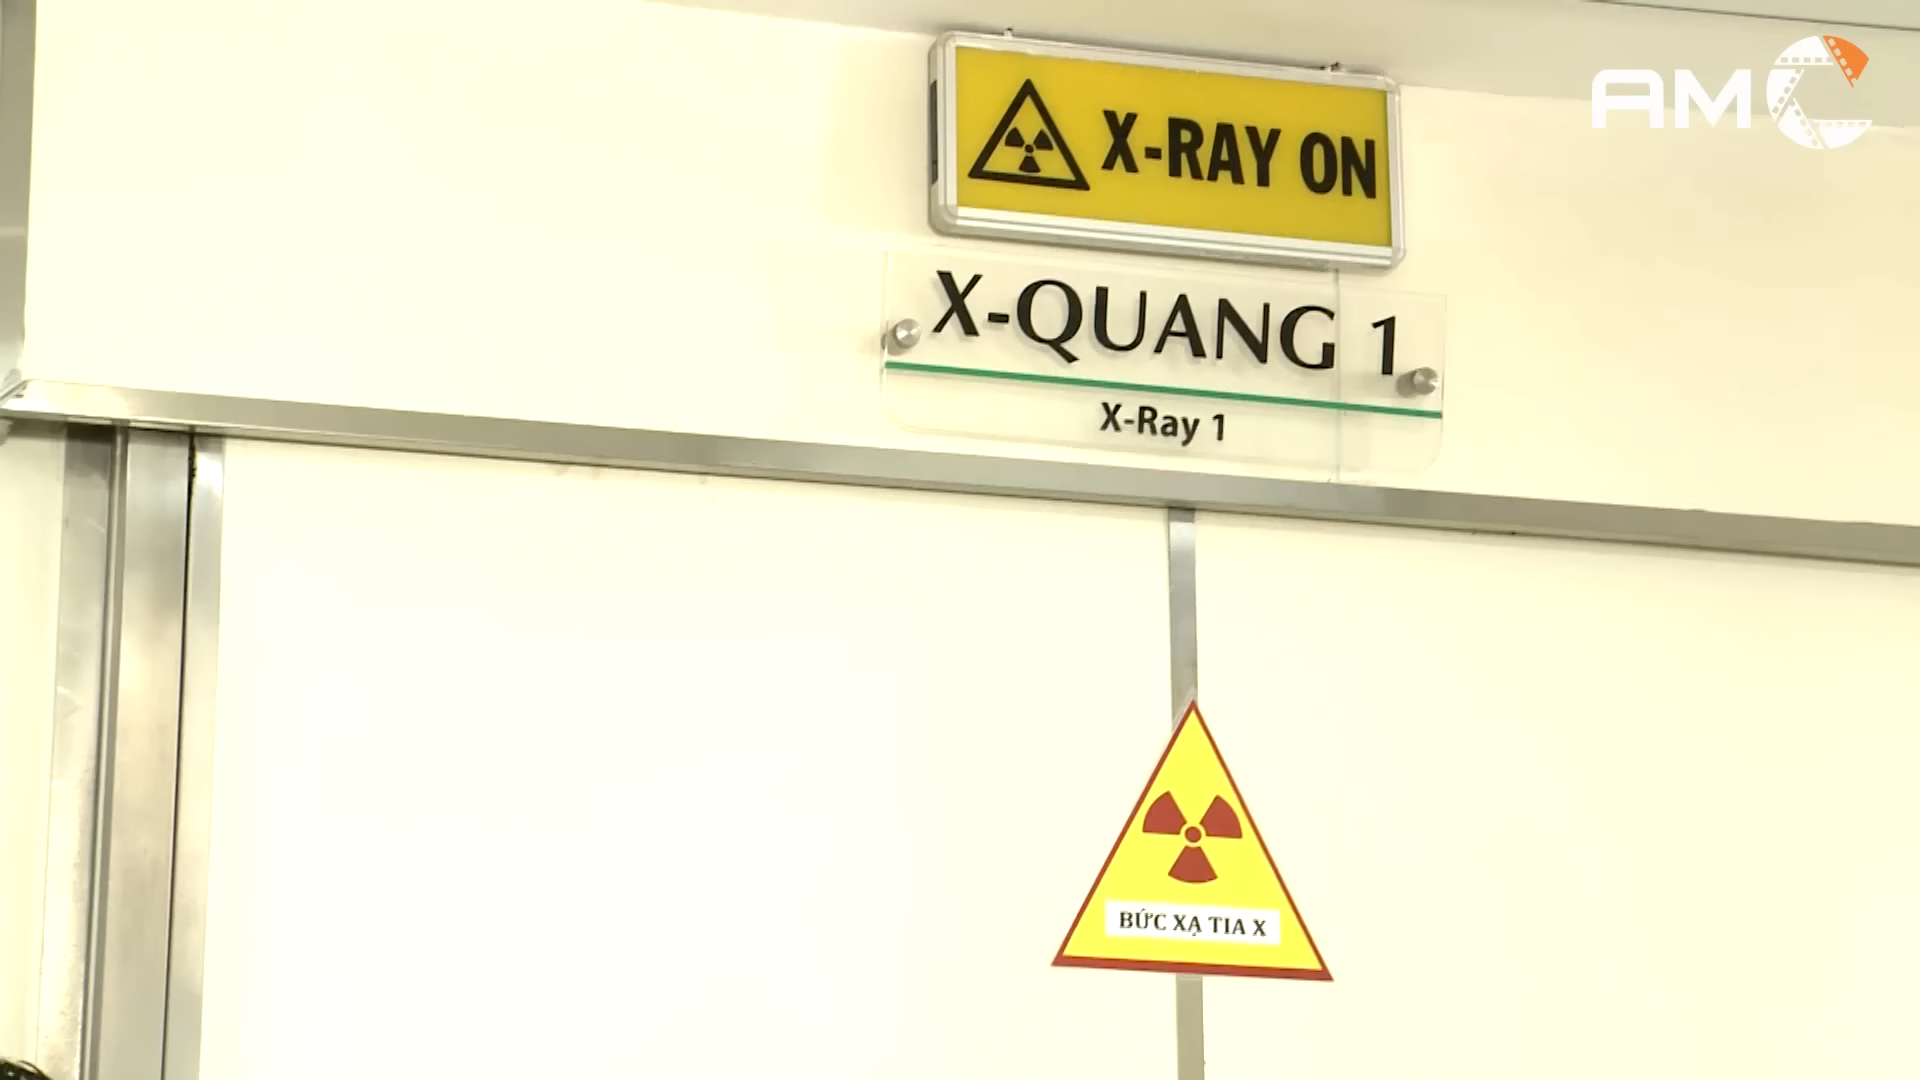 AMC
X-RAY ON
X-QUANG 1
X-Ray 1
BỨC XẠ TIA X